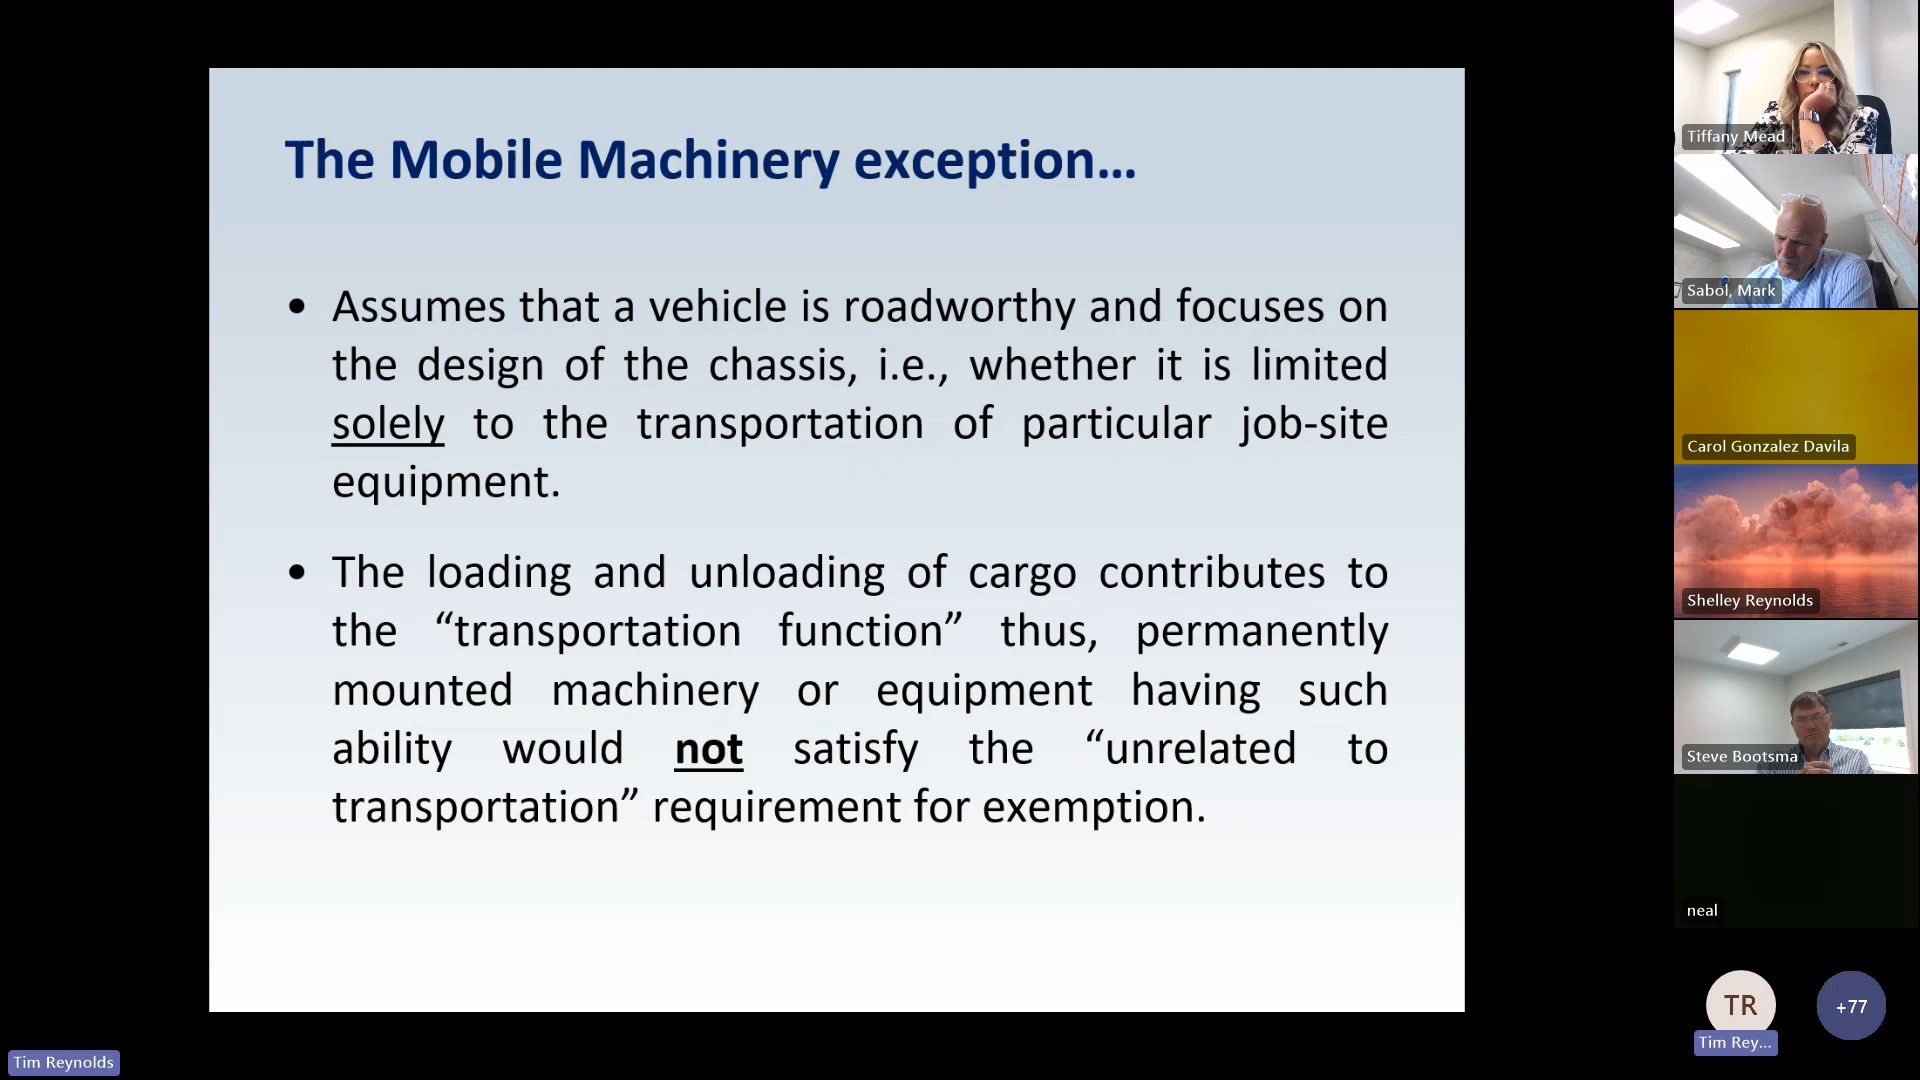 The Mobile Machinery exception…
• Assumes that a vehicle is roadworthy and focuses on
the design of the chassis, i.e., whether it is limited
solely to the transportation of particular job-site
equipment.
• The loading and unloading of cargo contributes to
the “transportation function” thus, permanently
mounted machinery or equipment having such
ability would not satisfy the “unrelated to
transportation” requirement for exemption.
Tiffany Mead
Sabol, Mark
Carol Gonzalez Davila
Shelley Reynolds
Steve Bootsma
neal
TR
+77
Tim Rey...
Tim Reynolds